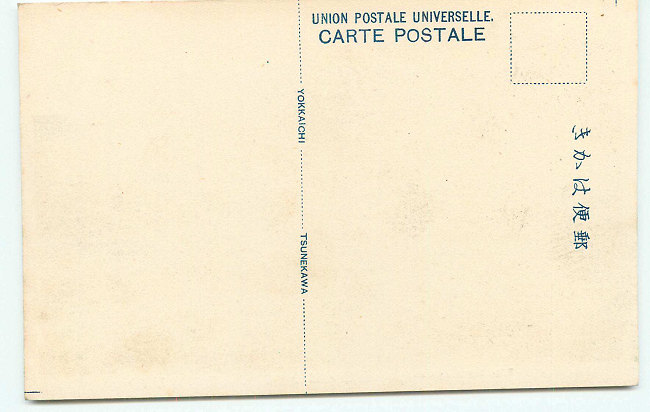 UNION POSTALE UNIVERSELLE.
CARTE POSTALE
YOKKAICHI
TSUNEKAWA
きかは便郵